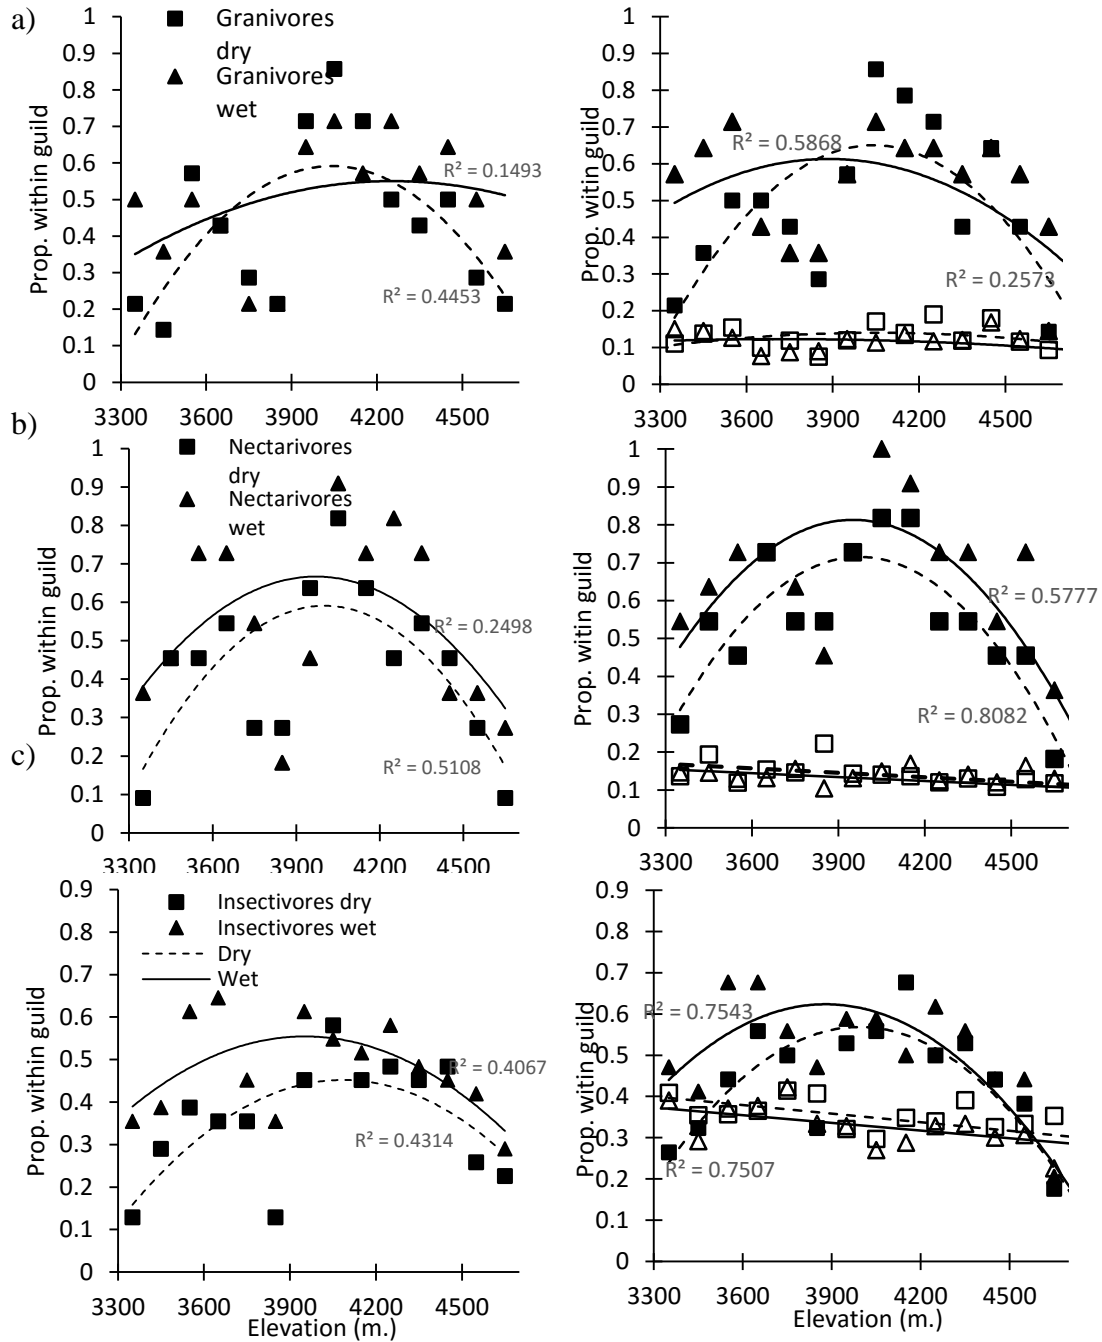 a)
Granivores
dry
Granivores
wet
Prop. within guild
1
0.9
0.8
0.7
0.6
0.5
0.4
0.3
0.2
0.1
0
R² = 0.1493
R² = 0.4453
3300 3600 3900 4200 4500
Prop. witin guild
1
0.9
0.8
0.7
0.6
0.5
0.4
0.3
0.2
0.1
0
R² = 0.5868
R² = 0.2573
3300 3600 3900 4200 4500
b)
Nectarivores
dry
Nectarivores
wet
Prop. within guild
1
0.9
0.8
0.7
0.6
0.5
0.4
0.3
0.2
0.1
0
R² = 0.2498
R² = 0.5108
3300 3600 3900 4200 4500
Prop. witin guild
1
0.9
0.8
0.7
0.6
0.5
0.4
0.3
0.2
0.1
0
R² = 0.5777
R² = 0.8082
3300 3600 3900 4200 4500
c)
Insectivores dry
Insectivores wet
Dry
Wet
Prop. within guild
0.9
0.8
0.7
0.6
0.5
0.4
0.3
0.2
0.1
0
R² = 0.4067
R² = 0.4314
3300 3600 3900 4200 4500
Elevation (m.)
Prop. witin guild
0.9
0.8
0.7
0.6
0.5
0.4
0.3
0.2
0.1
0
R² = 0.7543
R² = 0.7507
3300 3600 3900 4200 4500
Elevation (m.)